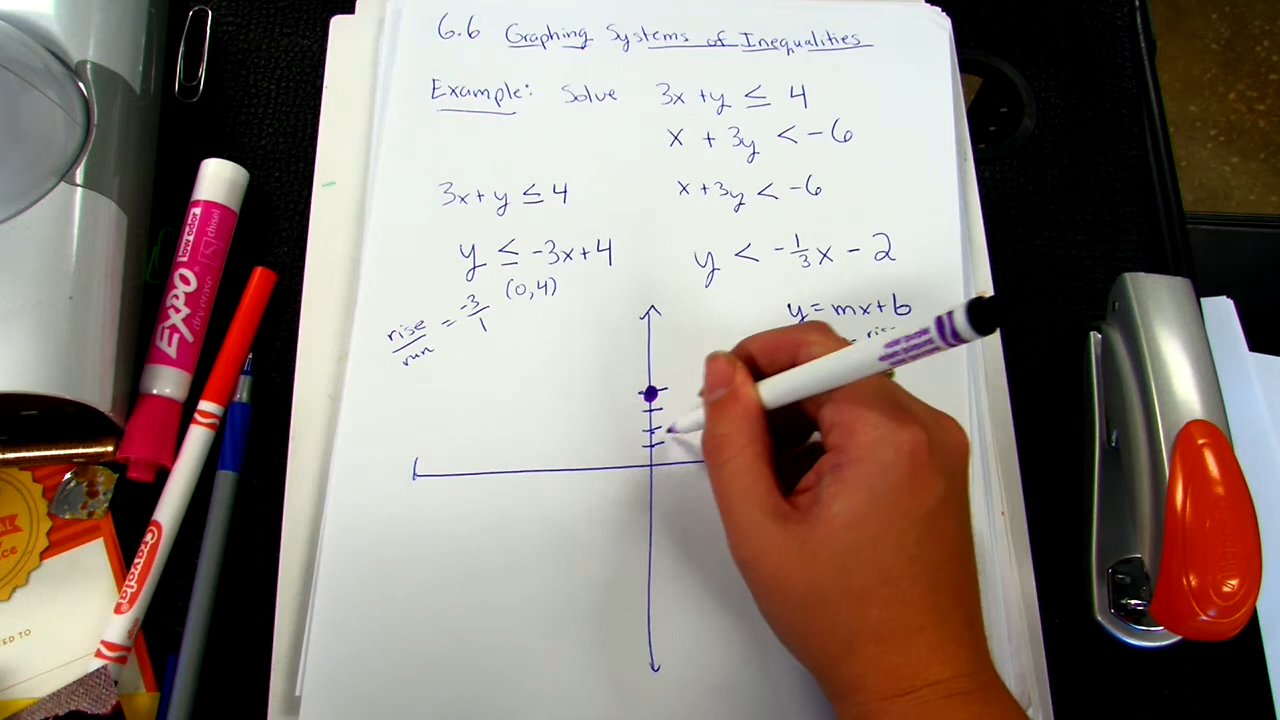 6.6 Graphing Systems of Inequalities
Example: Solve 3x + y ≤ 4
x + 3y < -6
3x + y ≤ 4
x + 3y < -6
y ≤ -3x + 4
y < -1/3x - 2
(0,4)
rise/run = -3/1
y = mx + b
EXPO
low odor
chisel
dry erase
Crayola